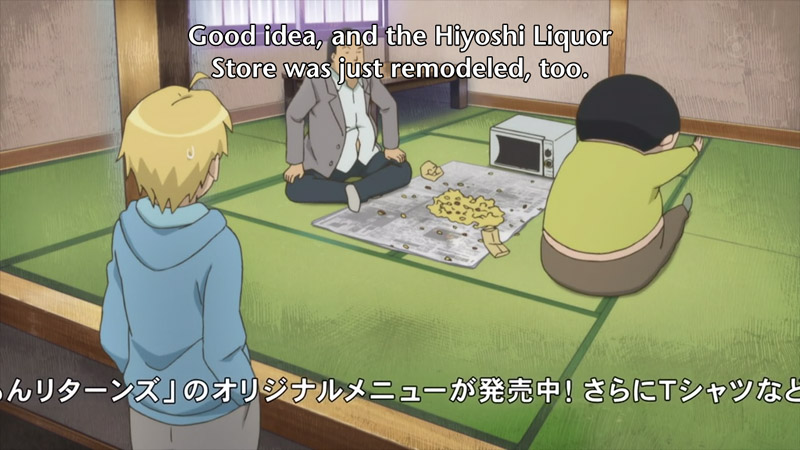 Good idea, and the Hiyoshi Liquor
Store was just remodeled, too.
もんリターンズ」のオリジナルメニューが発売中!さらにTシャツなど